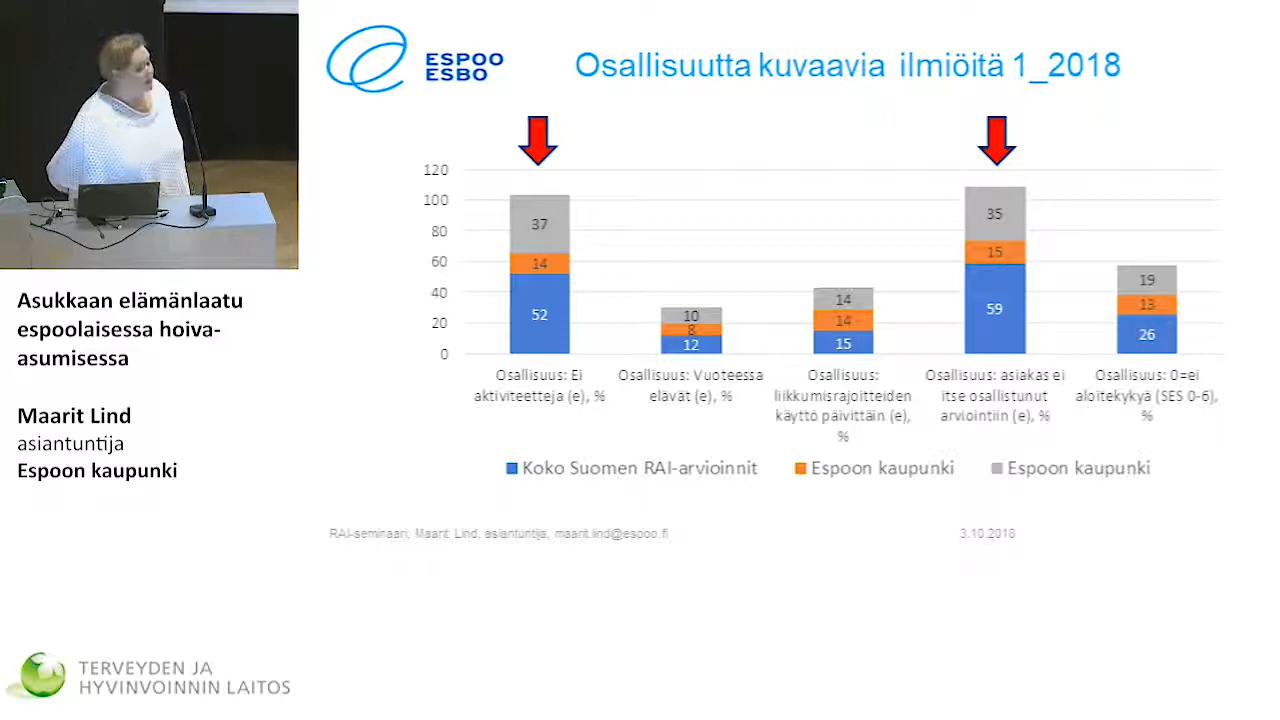 ESPOO
ESBO
Osallisuutta kuvaavia ilmiöitä 1_2018
120
100
80
60
40
20
0
37
14
52
10
8
12
14
14
15
35
15
59
19
13
26
Osallisuus: Ei
aktiviteetteja (e), %
Osallisuus: Vuoteessa
elävät (e), %
Osallisuus:
liikkumisrajoitteiden
käyttö päivittäin (e),
%
Osallisuus: asiakas ei
itse osallistunut
arviointiin (e), %
Osallisuus: 0=ei
aloitekykyä (SES 0-6),
%
Koko Suomen RAI-arvioinnit
Espoon kaupunki
Espoon kaupunki
RAI-seminaari, Maarit Lind, asiantuntija, maarit.lind@espoo.fi
3.10.2018
Asukkaan elämänlaatu
espoolaisessa hoiva-
asumisessa
Maarit Lind
asiantuntija
Espoon kaupunki
TERVEYDEN JA
HYVINVOINNIN LAITOS